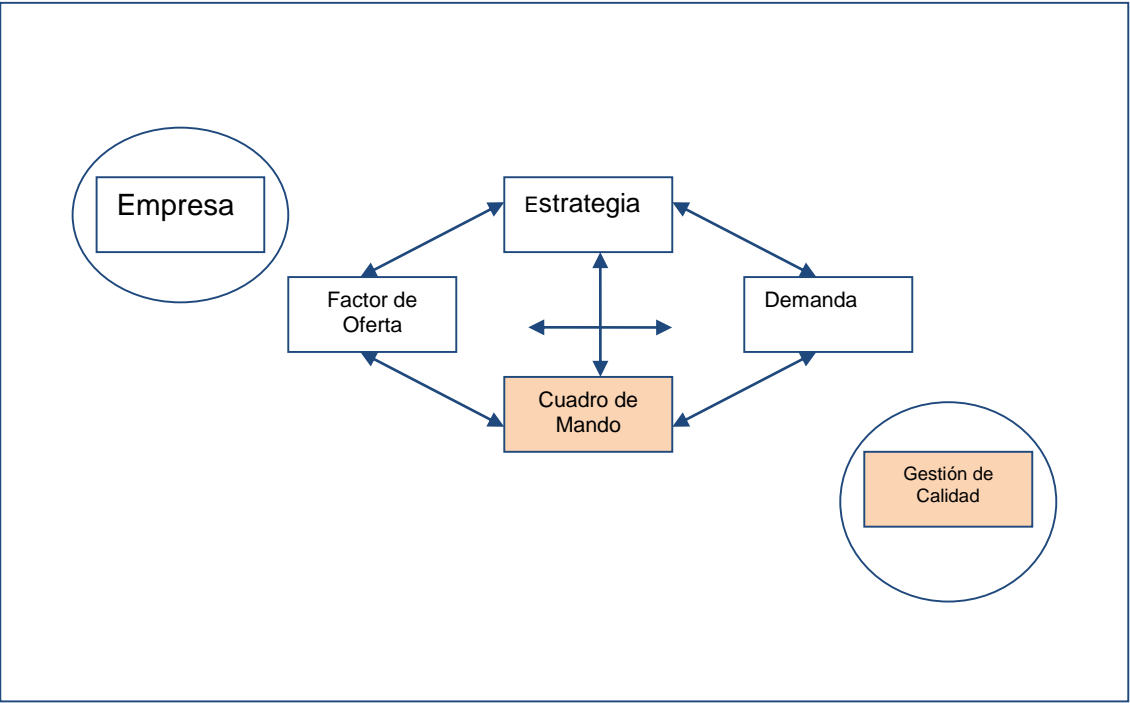 Empresa
Estrategia
Factor de
Oferta
Demanda
Cuadro de
Mando
Gestión de
Calidad